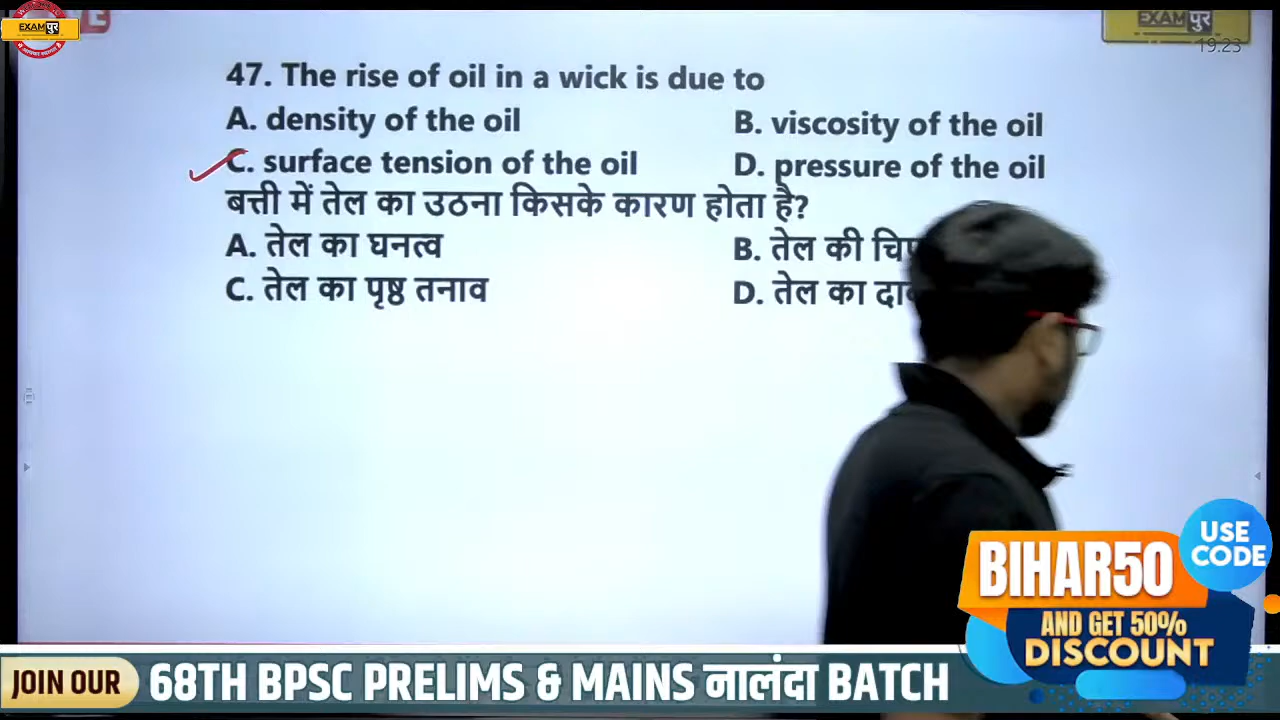 EXAMपुर
EXAMपुर
19:23
47. The rise of oil in a wick is due to
A. density of the oil B. viscosity of the oil
C. surface tension of the oil D. pressure of the oil
बत्ती में तेल का उठना किसके कारण होता है?
A. तेल का घनत्व B. तेल की
C. तेल का पृष्ठ तनाव D. तेल का
USE CODE
BIHAR50
AND GET 50%
DISCOUNT
JOIN OUR 68TH BPSC PRELIMS & MAINS नालंदा BATCH